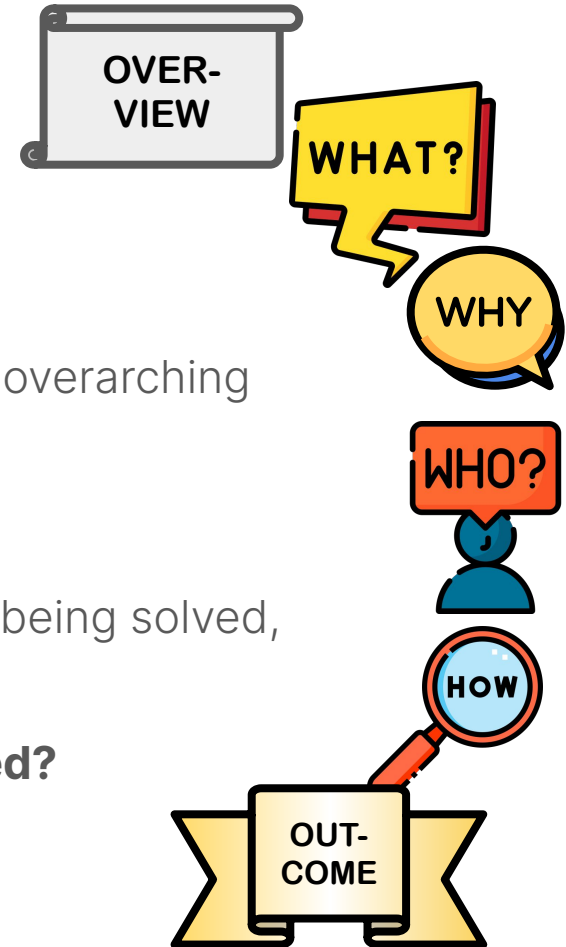 OVER-
VIEW
WHAT?
WHY
overarching
WHO?
being solved,
HOW
ed?
OUT-
COME